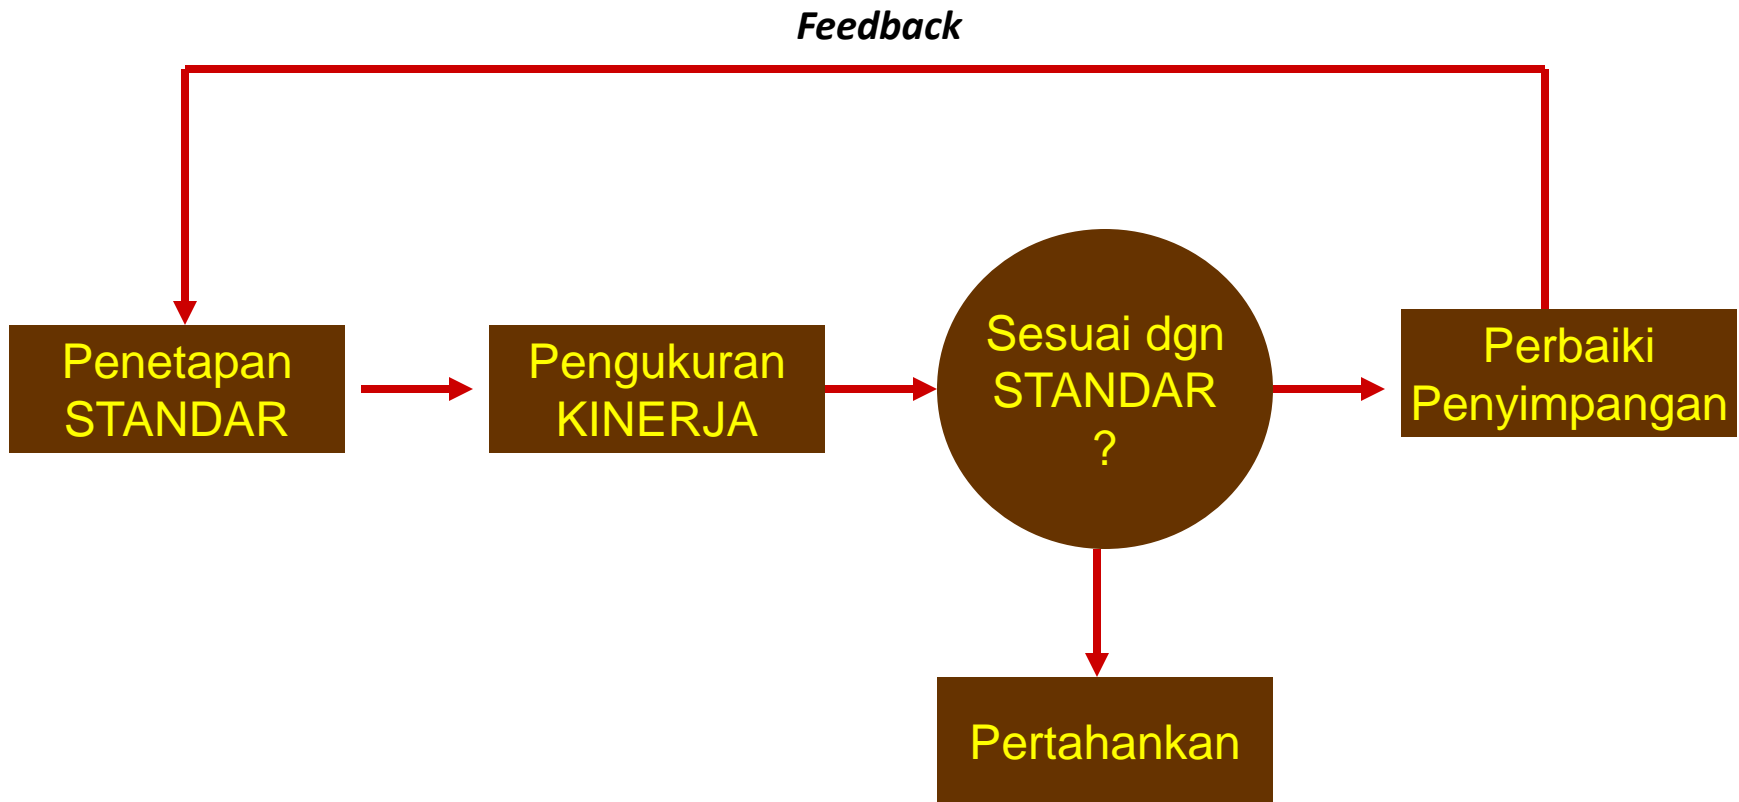 Feedback
Penetapan
STANDAR
Pengukuran
KINERJA
Sesuai dgn
STANDAR
?
Perbaiki
Penyimpangan
Pertahankan